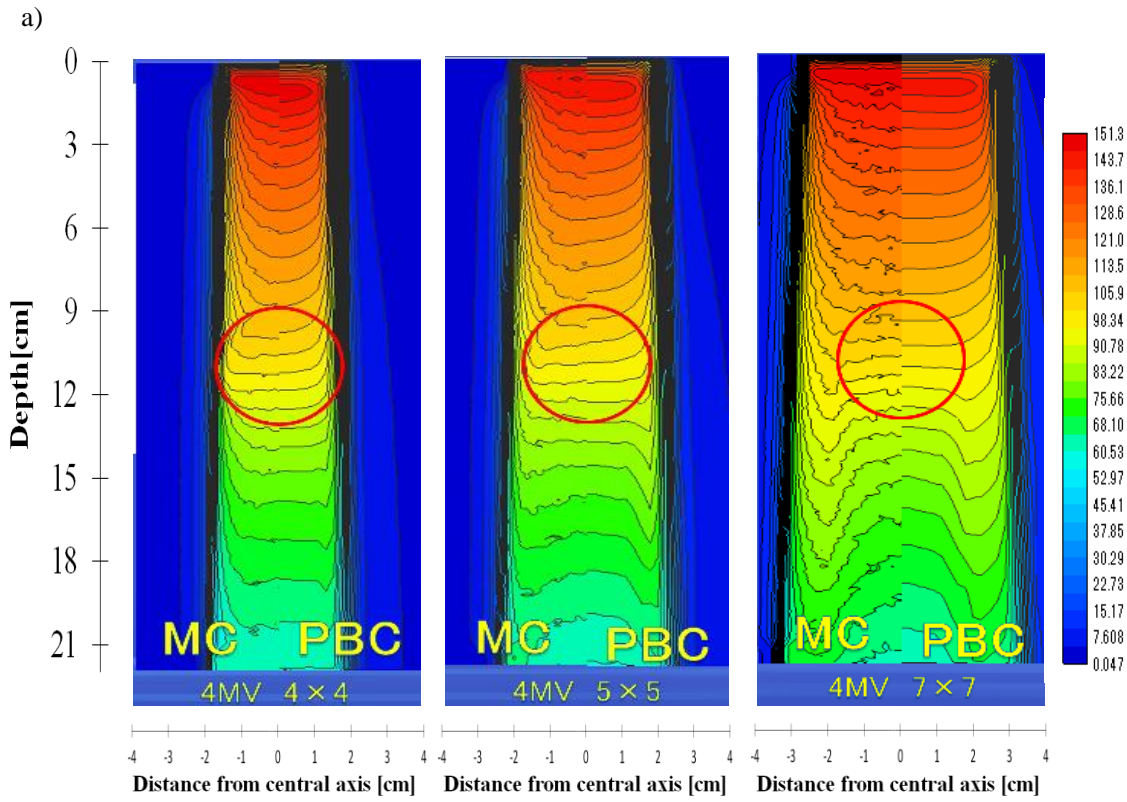 a)
Depth[cm]
0
3
6
9
12
15
18
21
MC PBC
4MV 4 × 4
MC PBC
4MV 5 × 5
MC PBC
4MV 7 × 7
151.3
143.7
136.1
128.6
121.0
113.5
105.9
98.34
90.78
83.22
75.66
68.10
60.53
52.97
45.41
37.85
30.29
22.73
15.17
7.608
0.047
-4 -3 -2 -1 0 1 2 3 4
-4 -3 -2 -1 0 1 2 3 4
-4 -3 -2 -1 0 1 2 3 4
Distance from central axis [cm]
Distance from central axis [cm]
Distance from central axis [cm]